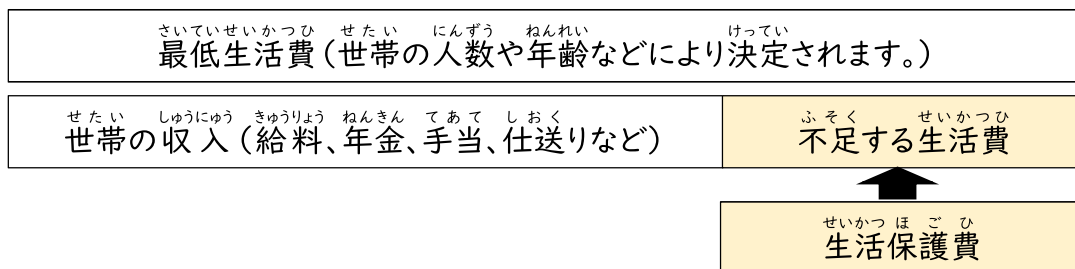 さいていせいかつひ せたい にんずう ねんれい けってい
最低生活費（世帯の人数や年齢などにより決定されます。）
せたい しゅうにゅう きゅうりょう ねんきん てあて しおく
世帯の収入（給料、年金、手当、仕送りなど）
ふそく せいかつひ
不足する生活費
せいかつほごひ
生活保護費